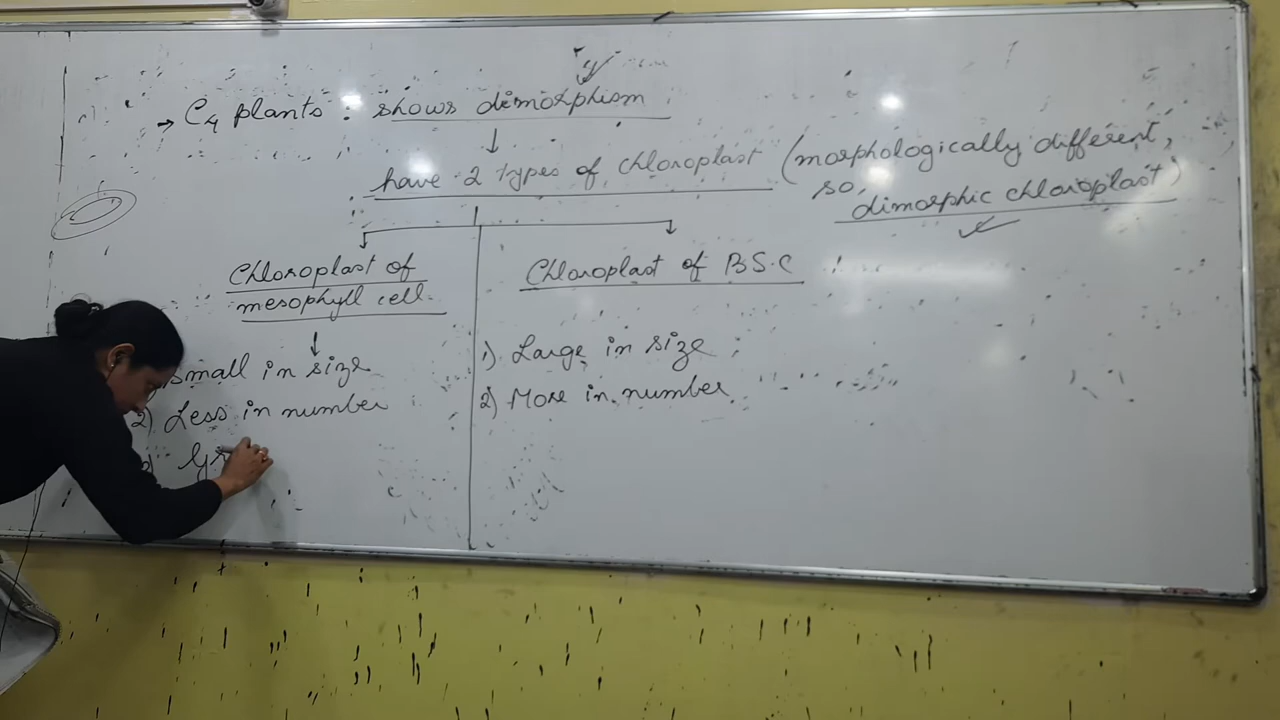 → C4 plants : shows dimorphism
↓
have 2 types of chloroplast (morphologically different,
so, dimorphic chloroplast)
Chloroplast of
mesophyll cell
↓
small in size
2) Less in number
Chloroplast of B.S.C
1) Large in size
2) More in number